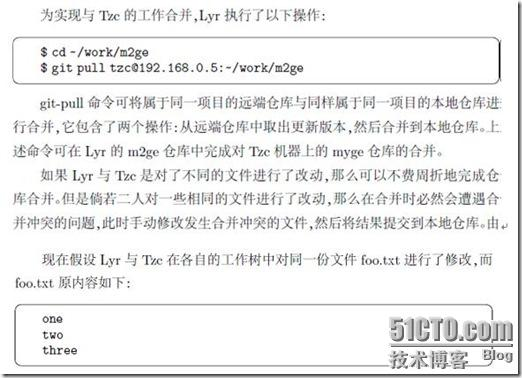 为实现与 Tzc 的工作合并,Lyr 执行了以下操作:
$ cd ~/work/m2ge
$ git pull tzc@192.168.0.5:~/work/m2ge
git-pull 命令可将属于同一项目的远端仓库与同样属于同一项目的本地仓库进
行合并,它包含了两个操作:从远端仓库中取出更新版本,然后合并到本地仓库。上
述命令可在 Lyr 的 m2ge 仓库中完成对 Tzc 机器上的 myge 仓库的合并。
如果 Lyr 与 Tzc 是对了不同的文件进行了改动,那么可以不费周折地完成仓
库合并。但是倘若二人对一些相同的文件进行了改动,那么在合并时必然会遭遇合
并冲突的问题,此时手动修改发生合并冲突的文件,然后将结果提交到本地仓库。由
现在假设 Lyr 与 Tzc 在各自的工作树中对同一份文件 foo.txt 进行了修改,而
foo.txt 原内容如下:
one
two
three
51CTO.com
技术博客 Blog